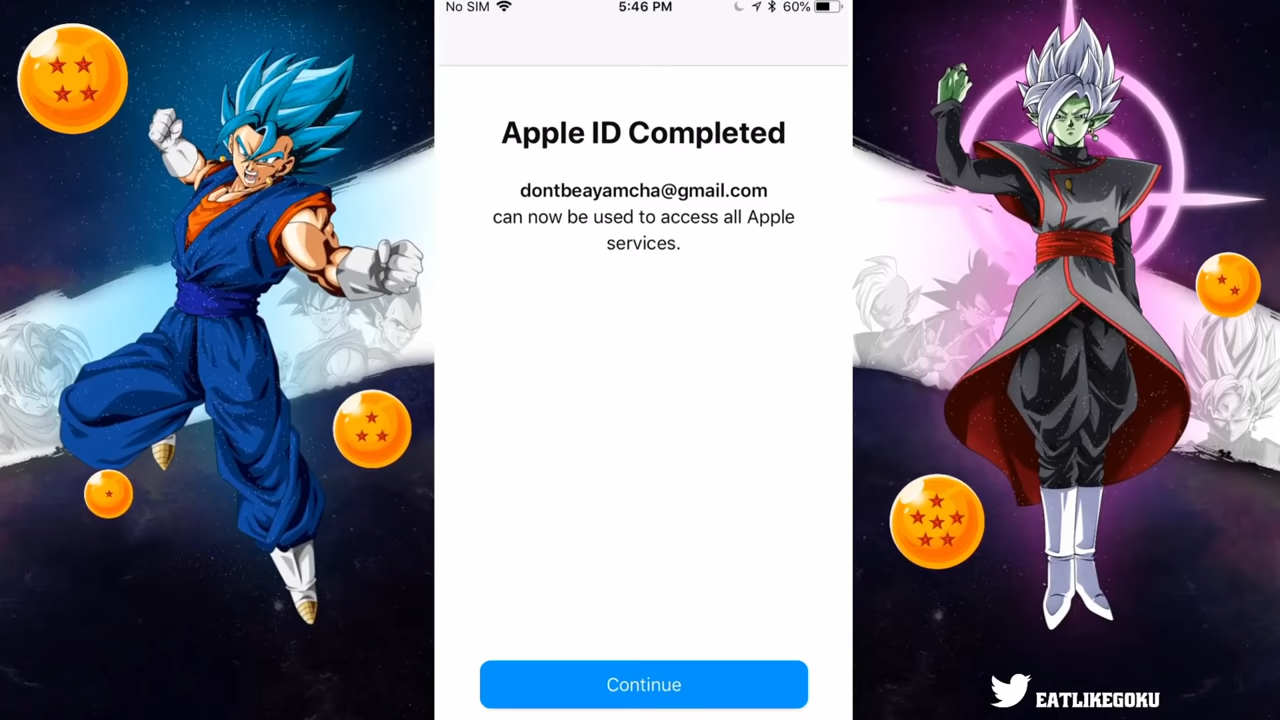 No SIM 5:46 PM 60%
Apple ID Completed
dontbeayamcha@gmail.com
can now be used to access all Apple
services.
Continue
EATLIKEGOKU